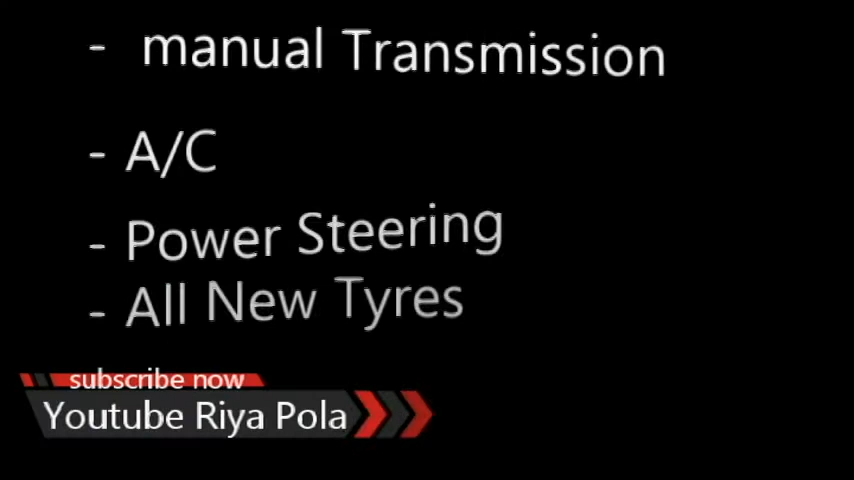 - manual Transmission
- A/C
- Power Steering
- All New Tyres
subscribe now
Youtube Riya Pola